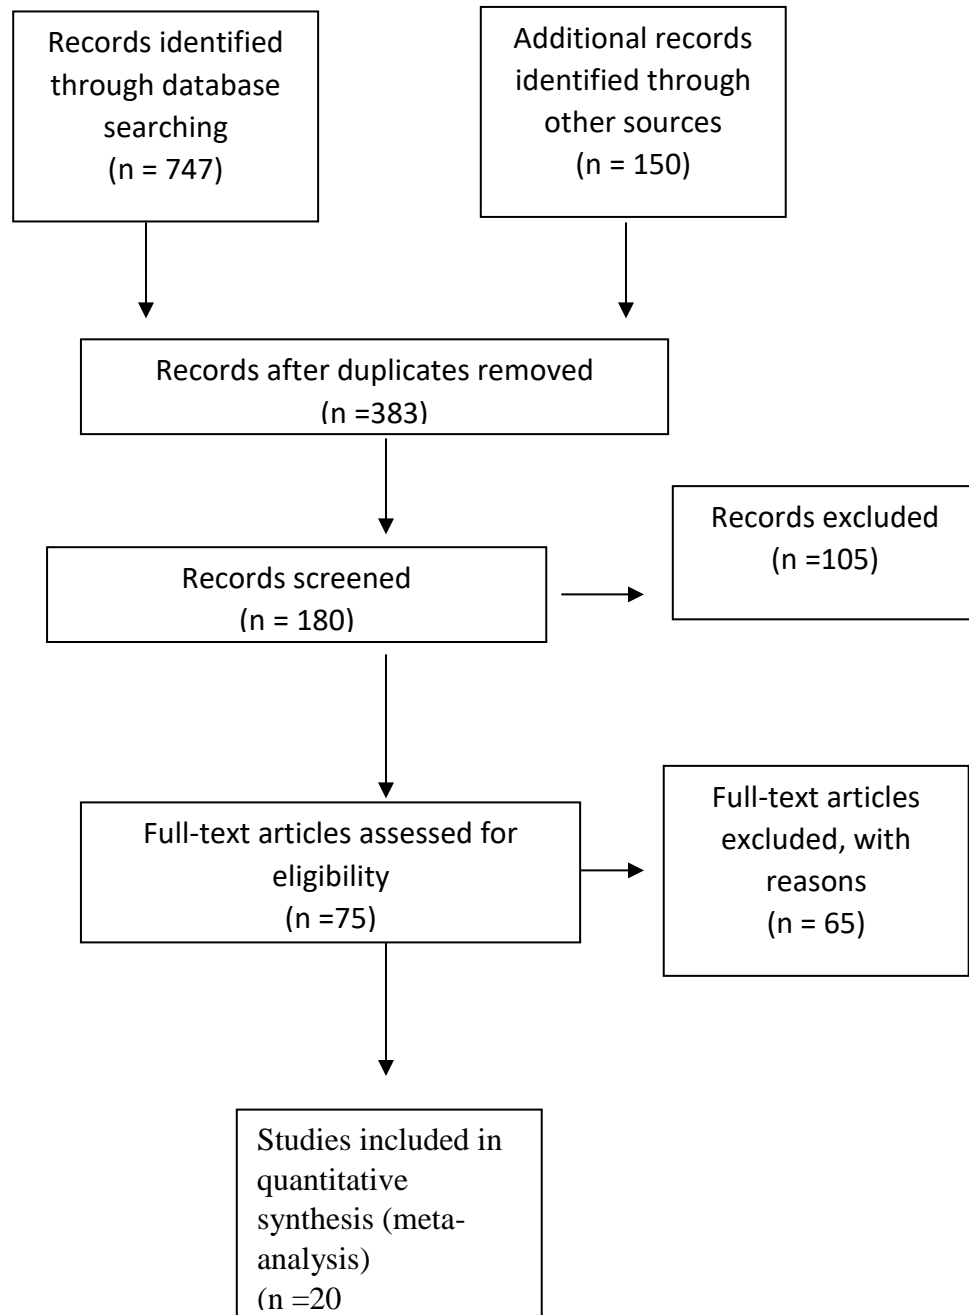 Records identified
through database
searching
(n = 747)
Additional records
identified through
other sources
(n = 150)
Records after duplicates removed
(n =383)
Records screened
(n = 180)
Records excluded
(n =105)
Full-text articles assessed for
eligibility
(n =75)
Full-text articles
excluded, with
reasons
(n = 65)
Studies included in
quantitative
synthesis (meta-
analysis)
(n =20